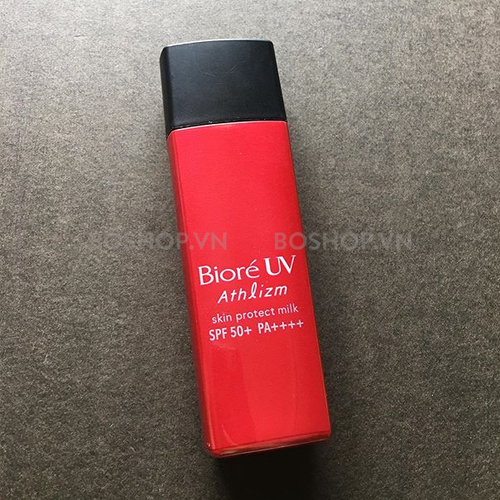 BOSHOP.VN BOSHOP.VN
Bioré UV
Athlizm
skin protect milk
SPF 50+ PA++++